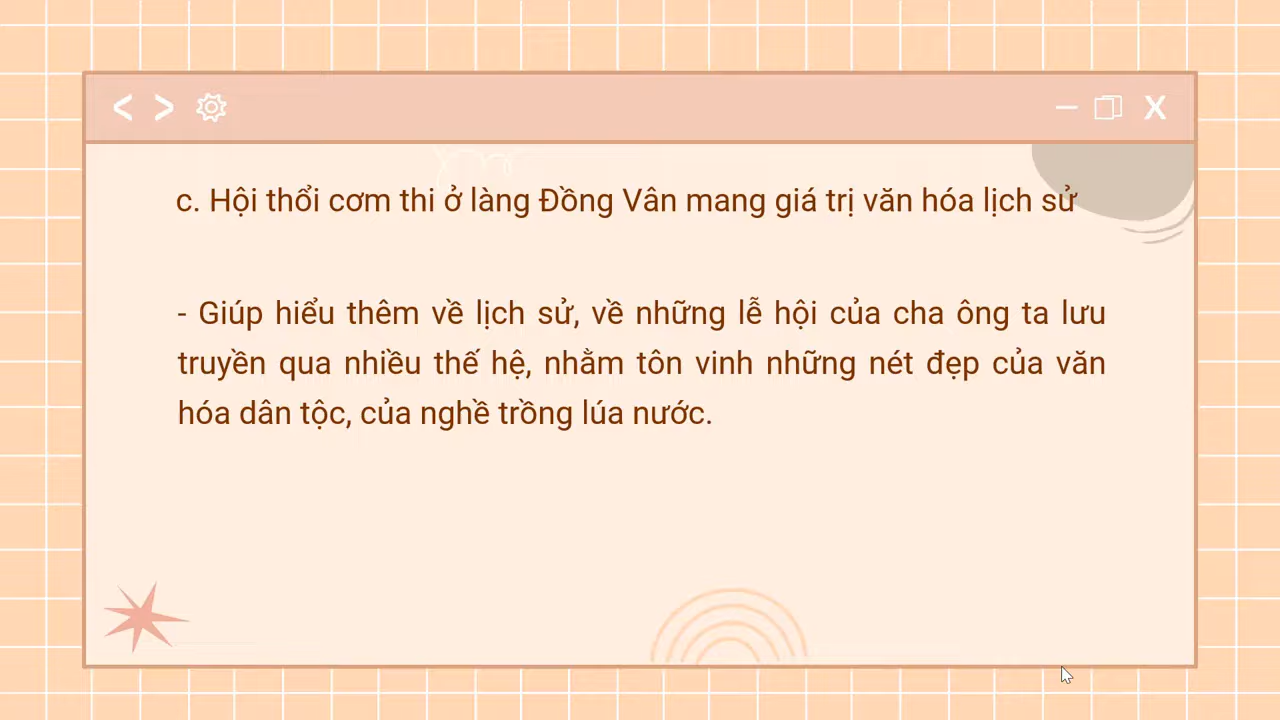 c. Hội thổi cơm thi ở làng Đồng Vân mang giá trị văn hóa lịch sử
- Giúp hiểu thêm về lịch sử, về những lễ hội của cha ông ta lưu
truyền qua nhiều thế hệ, nhằm tôn vinh những nét đẹp của văn
hóa dân tộc, của nghề trồng lúa nước.